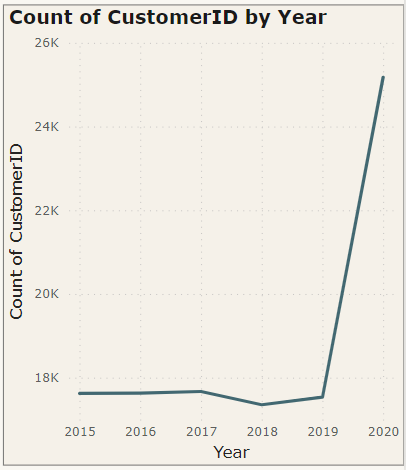 Count of CustomerID by Year
26K
24K
22K
20K
18K
Count of CustomerID
2015 2016 2017 2018 2019 2020
Year